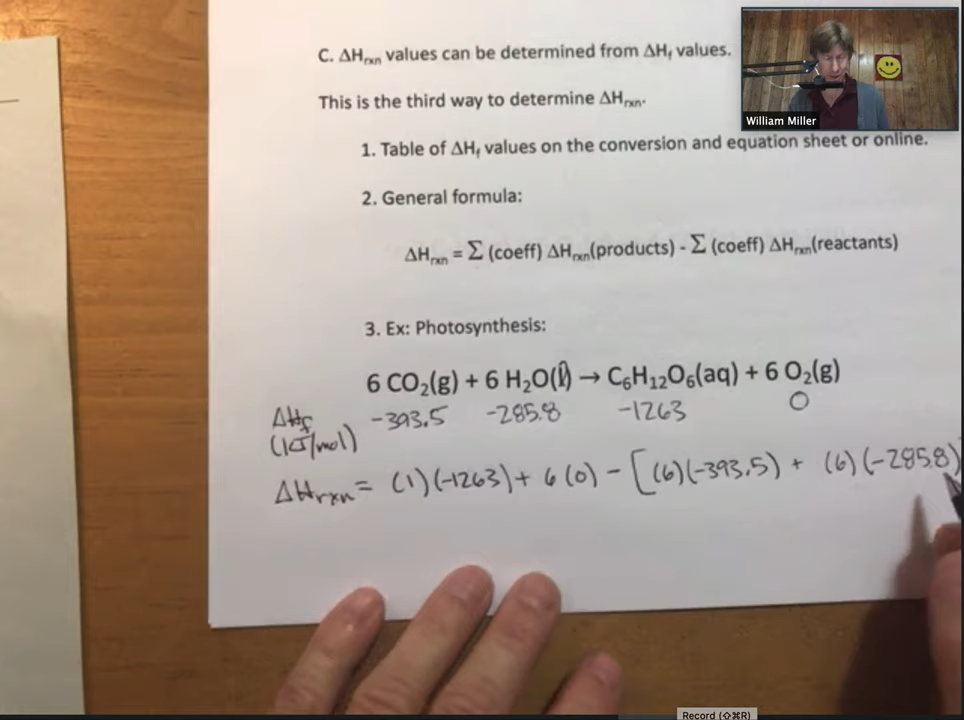 C. ΔHrxn values can be determined from ΔHf values.
William Miller
This is the third way to determine ΔHrxn.
1. Table of ΔHf values on the conversion and equation sheet or online.
2. General formula:
ΔHrxn = Σ (coeff) ΔHrxn(products) - Σ (coeff) ΔHrxn(reactants)
3. Ex: Photosynthesis:
6 CO₂(g) + 6 H₂O(l) → C₆H₁₂O₆(aq) + 6 O₂(g)
ΔHf -393.5 -285.8 -1263 0
(kJ/mol)
ΔHrxn = (1)(-1263) + 6(0) - [(6)(-393.5) + (6)(-285.8)
Record (⇧⌘R)